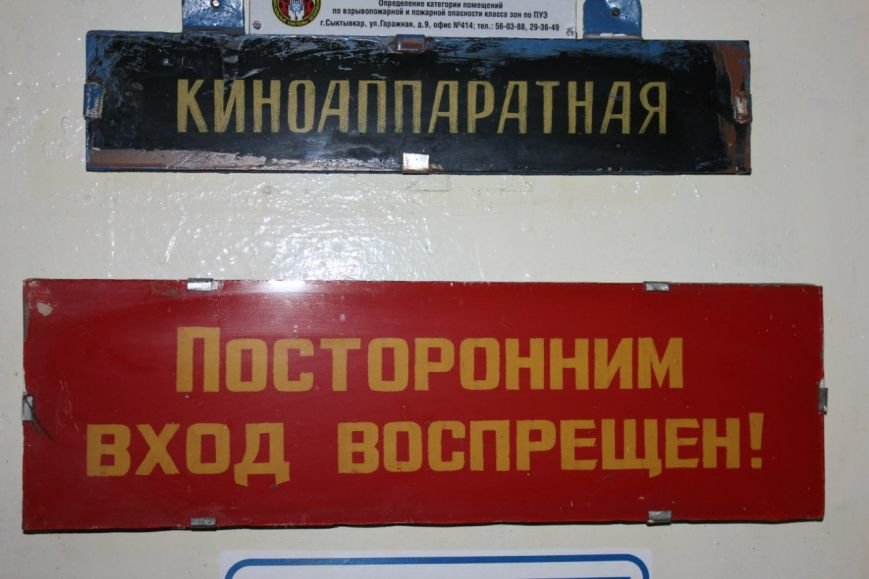 Определение категории помещений
по взрывопожарной и пожарной опасности класса зон по ПУЭ
г.Сыктывкар, ул.Гаражная, д.9, офис №414; тел.: 56-03-88, 29-36-49
КИНОАППАРАТНАЯ
ПОСТОРОННИМ
ВХОД ВОСПРЕЩЕН!